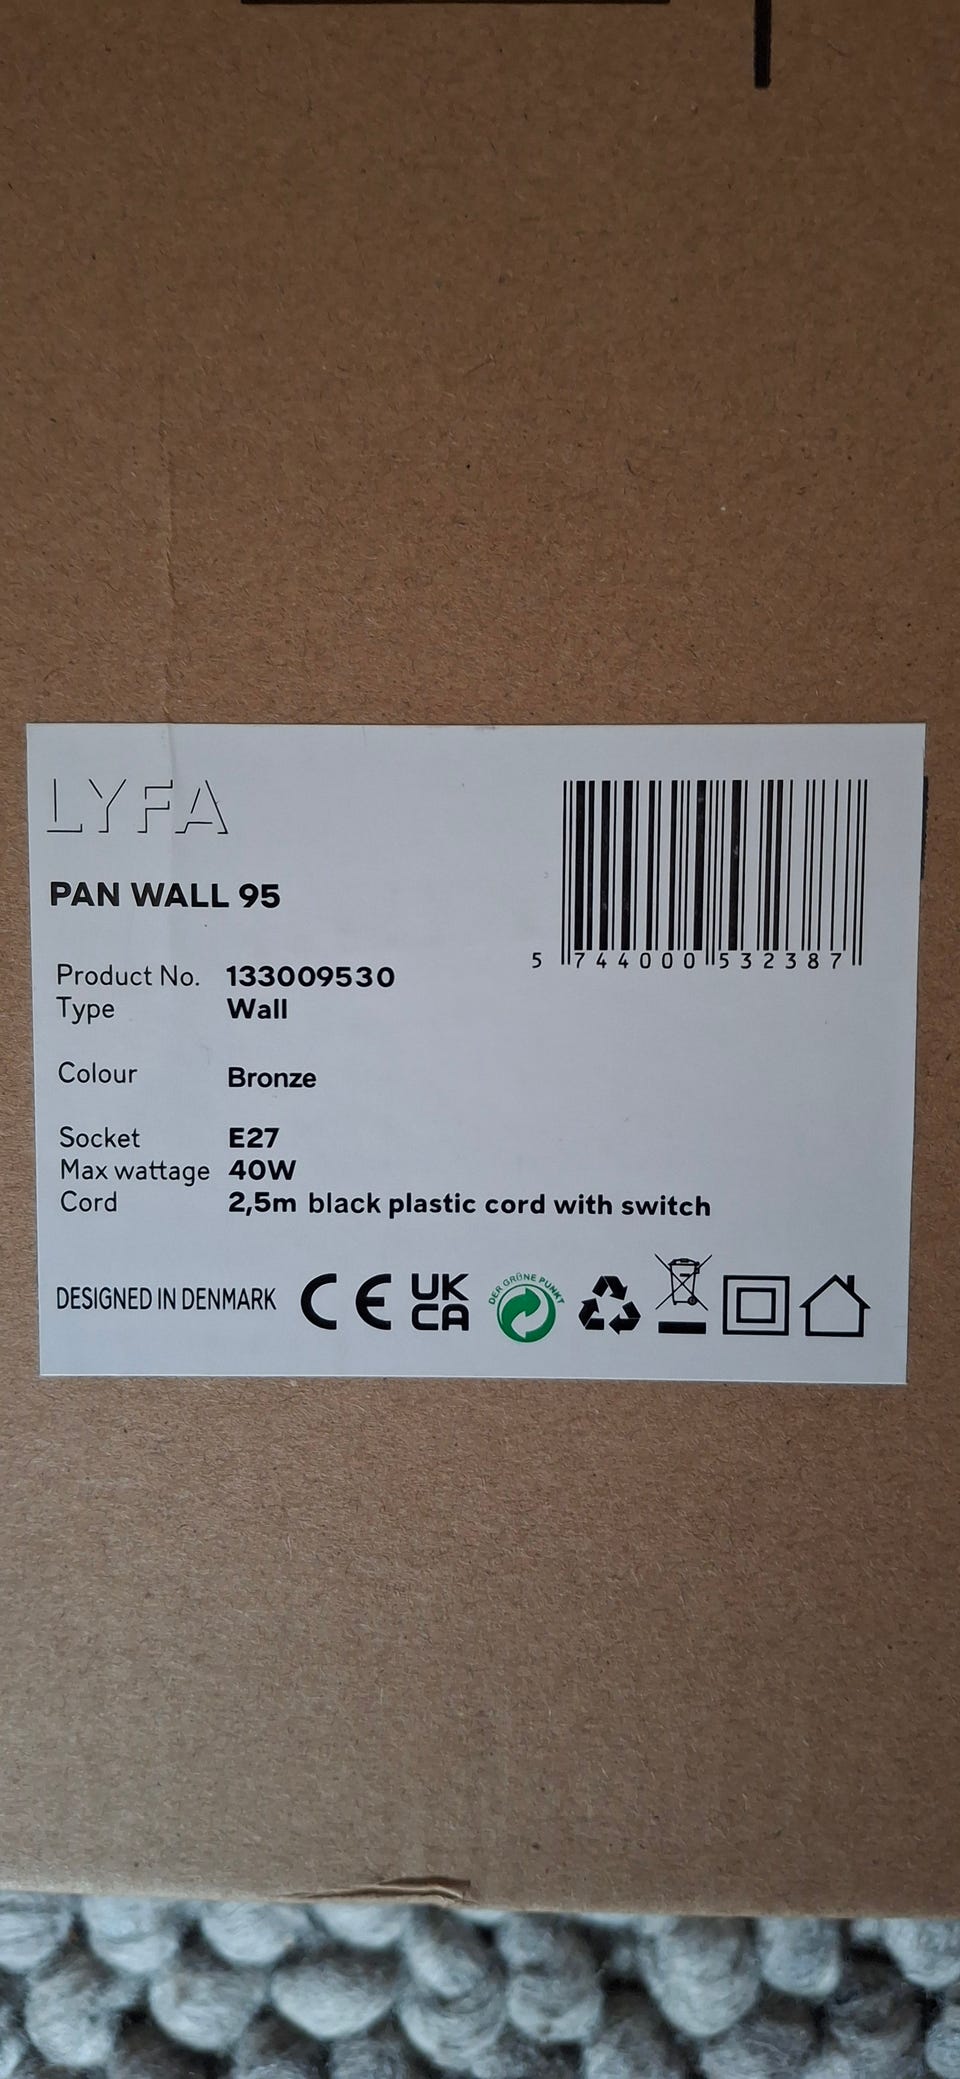 LYFA
PAN WALL 95
5 744000 532387
Product No. 133009530
Type Wall
Colour Bronze
Socket E27
Max wattage 40W
Cord 2,5m black plastic cord with switch
DESIGNED IN DENMARK
CE
UK
CA
DER GRÜNE PUNKT